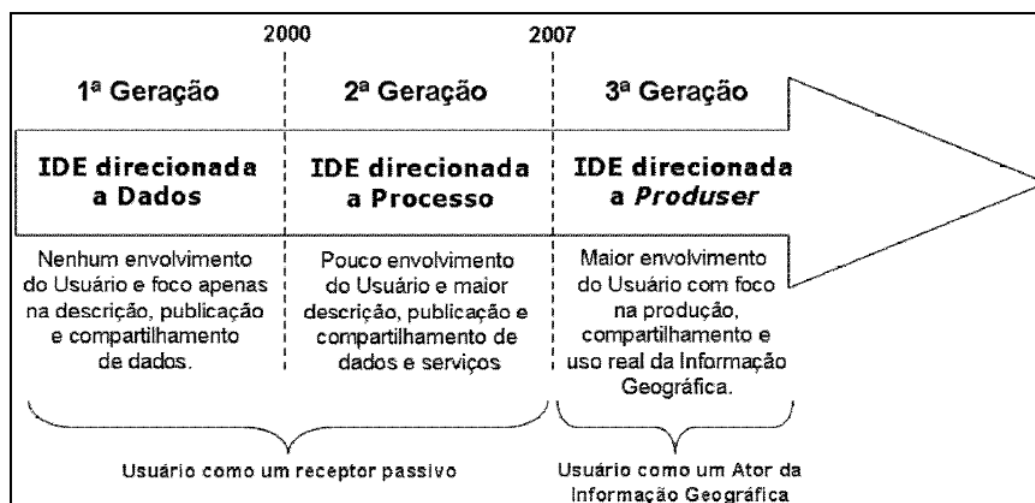 2000
2007
1ª Geração
2ª Geração
3ª Geração
IDE direcionada
a Dados
IDE direcionada
a Processo
IDE direcionada
a Produser
Nenhum envolvimento
do Usuário e foco apenas
na descrição, publicação
e compartilhamento
de dados.
Pouco envolvimento
do Usuário e maior
descrição, publicação e
compartilhamento de
dados e serviços
Maior envolvimento
do Usuário com foco
na produção,
compartilhamento e
uso real da Informação
Geográfica.
Usuário como um receptor passivo
Usuário como um Ator da
Informação Geográfica